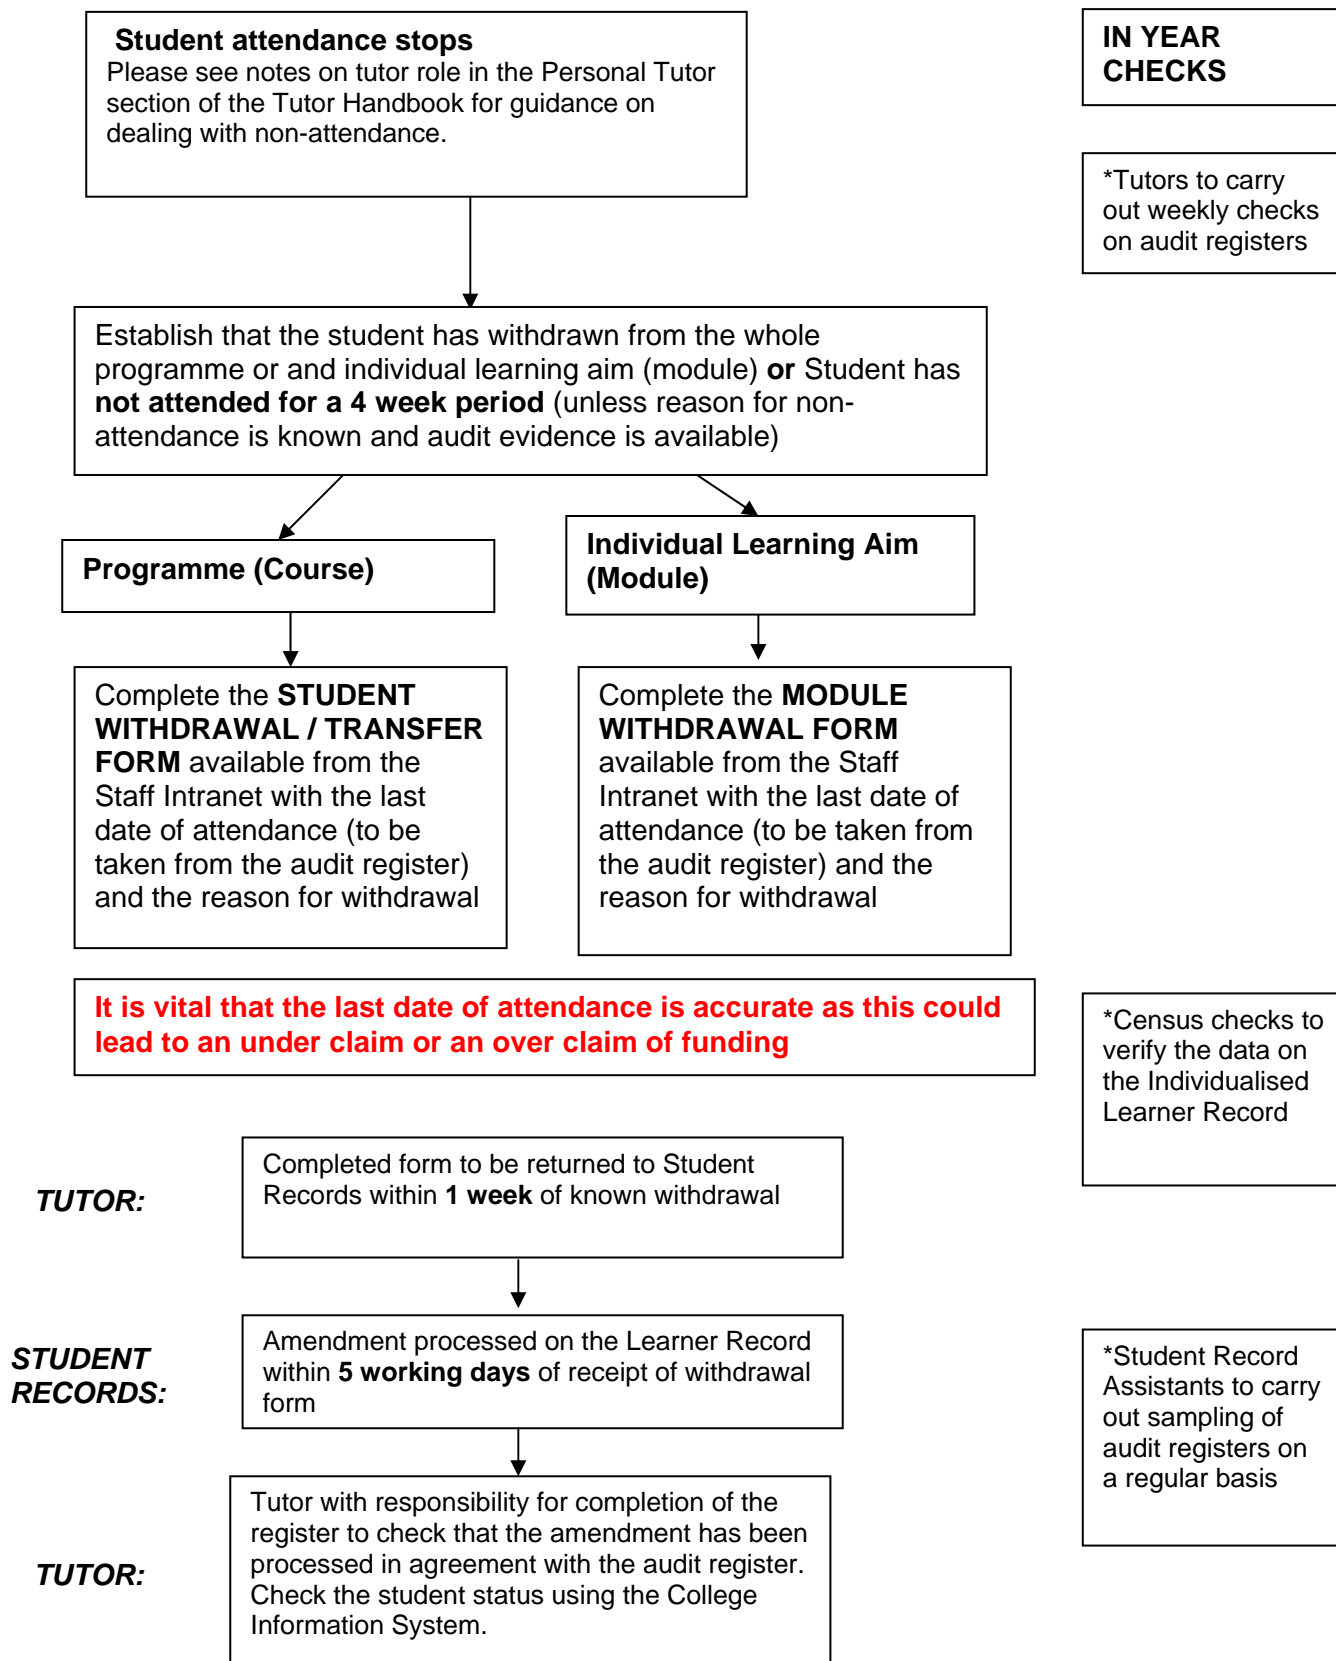 Student attendance stops
Please see notes on tutor role in the Personal Tutor
section of the Tutor Handbook for guidance on
dealing with non-attendance.
IN YEAR
CHECKS
*Tutors to carry
out weekly checks
on audit registers
Establish that the student has withdrawn from the whole
programme or and individual learning aim (module) or Student has
not attended for a 4 week period (unless reason for non-
attendance is known and audit evidence is available)
Programme (Course)
Individual Learning Aim
(Module)
Complete the STUDENT
WITHDRAWAL / TRANSFER
FORM available from the
Staff Intranet with the last
date of attendance (to be
taken from the audit register)
and the reason for withdrawal
Complete the MODULE
WITHDRAWAL FORM
available from the Staff
Intranet with the last date of
attendance (to be taken from
the audit register) and the
reason for withdrawal
It is vital that the last date of attendance is accurate as this could
lead to an under claim or an over claim of funding
*Census checks to
verify the data on
the Individualised
Learner Record
TUTOR:
Completed form to be returned to Student
Records within 1 week of known withdrawal
STUDENT
RECORDS:
Amendment processed on the Learner Record
within 5 working days of receipt of withdrawal
form
*Student Record
Assistants to carry
out sampling of
audit registers on
a regular basis
TUTOR:
Tutor with responsibility for completion of the
register to check that the amendment has been
processed in agreement with the audit register.
Check the student status using the College
Information System.